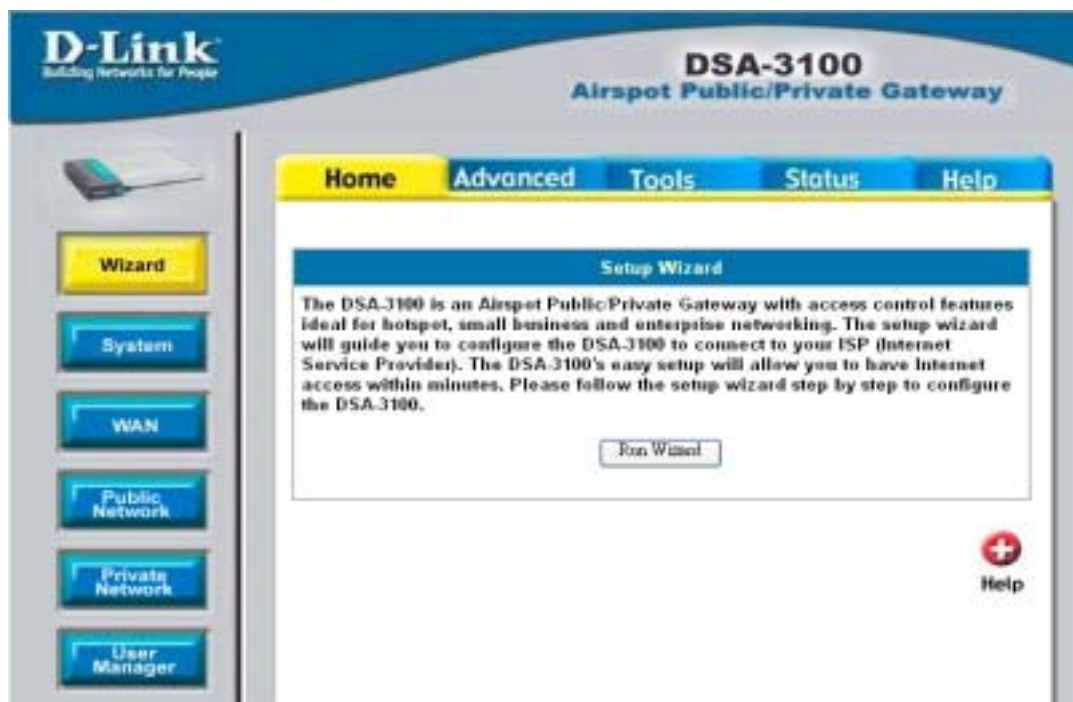 D-Link
Building Networks for People
DSA-3100
Airspot Public/Private Gateway
Home
Advanced
Tools
Status
Help
Wizard
System
WAN
Public
Network
Private
Network
User
Manager
Setup Wizard
The DSA-3100 is an Airspot Public/Private Gateway with access control features
ideal for hotspot, small business and enterprise networking. The setup wizard
will guide you to configure the DSA-3100 to connect to your ISP (Internet
Service Provider). The DSA-3100's easy setup will allow you to have Internet
access within minutes. Please follow the setup wizard step by step to configure
the DSA-3100.
Run Wizard
Help